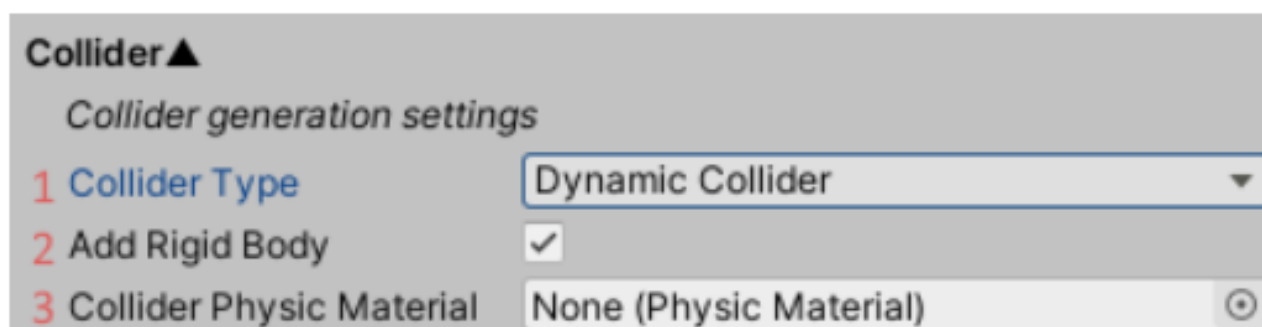 Collider▲
Collider generation settings
1 Collider Type Dynamic Collider
2 Add Rigid Body
3 Collider Physic Material None (Physic Material)